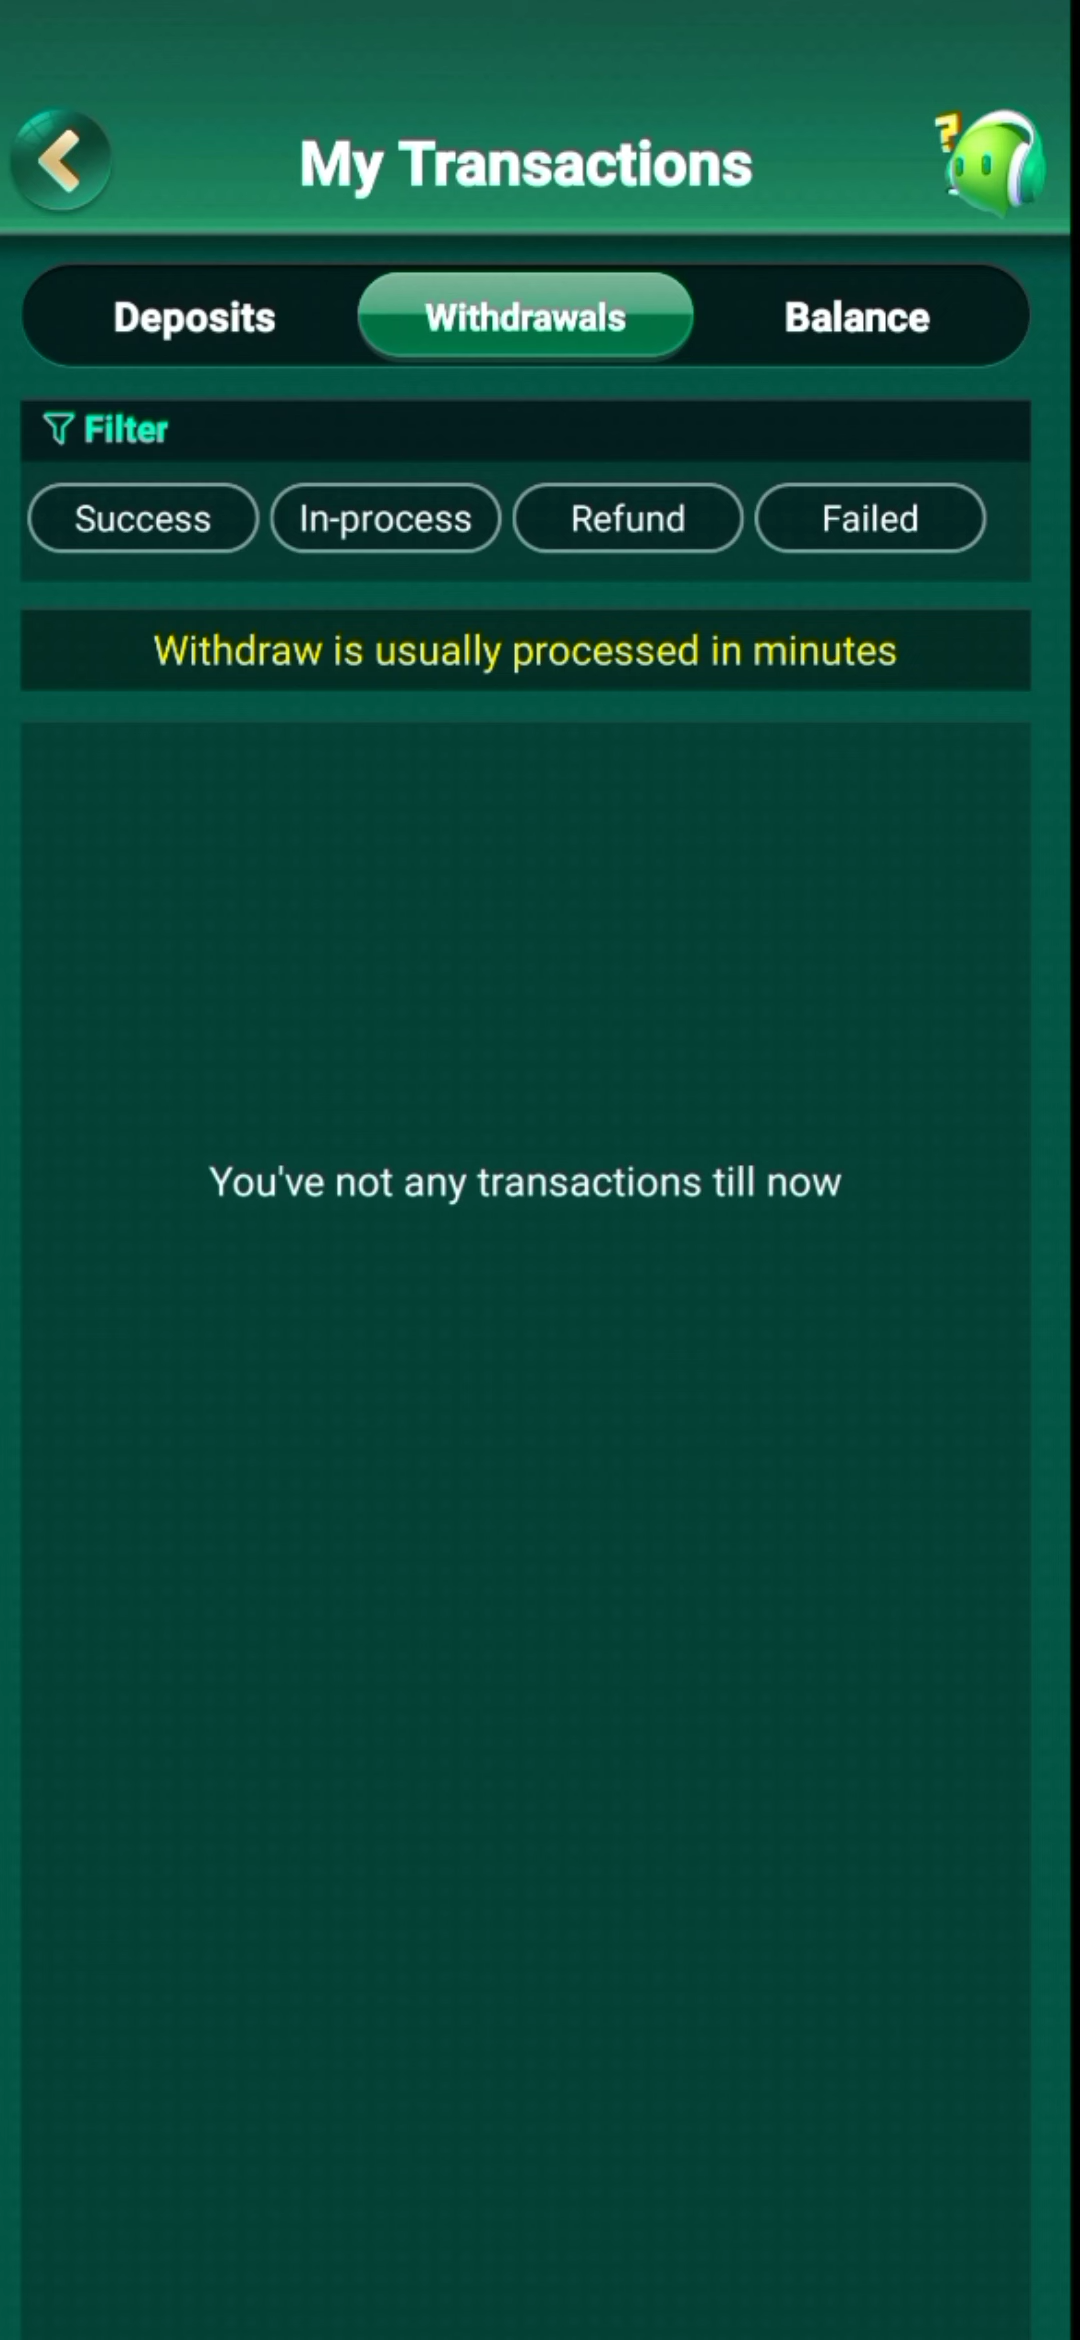 My Transactions
?
Deposits
Withdrawals
Balance
Filter
Success
In-process
Refund
Failed
Withdraw is usually processed in minutes
You've not any transactions till now